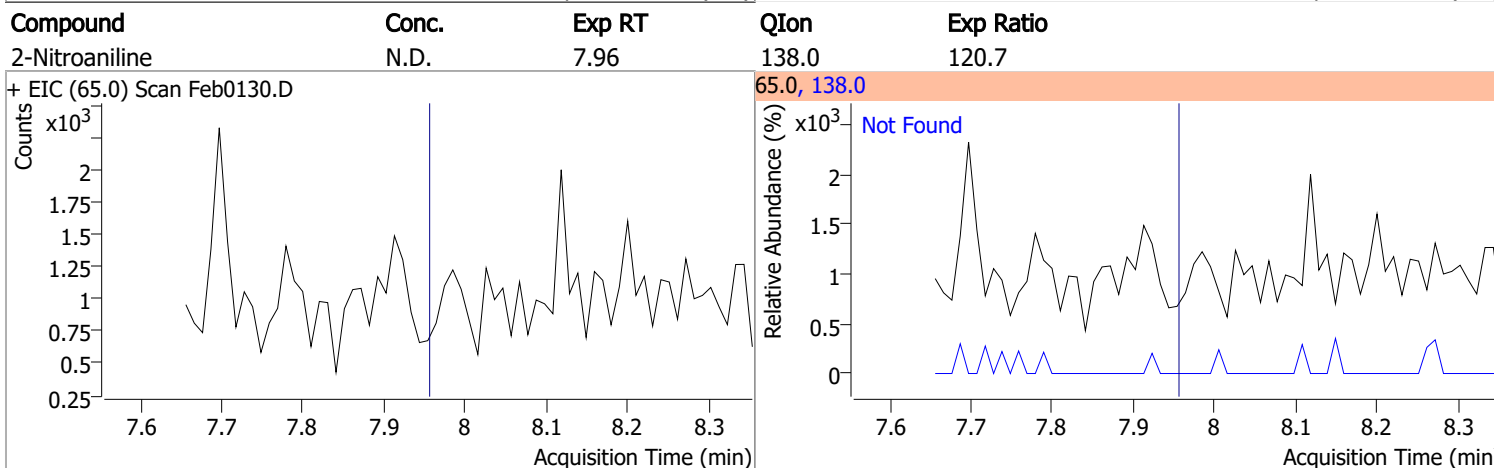 Compound Conc. Exp RT QIon Exp Ratio
2-Nitroaniline N.D. 7.96 138.0 120.7
+ EIC (65.0) Scan Feb0130.D
Counts
x10³
2
1.75
1.5
1.25
1
0.75
0.5
0.25
7.6 7.7 7.8 7.9 8 8.1 8.2 8.3
Acquisition Time (min)
65.0, 138.0
Relative Abundance (%)
x10³
Not Found
2
1.5
1
0.5
0
7.6 7.7 7.8 7.9 8 8.1 8.2 8.3
Acquisition Time (min)